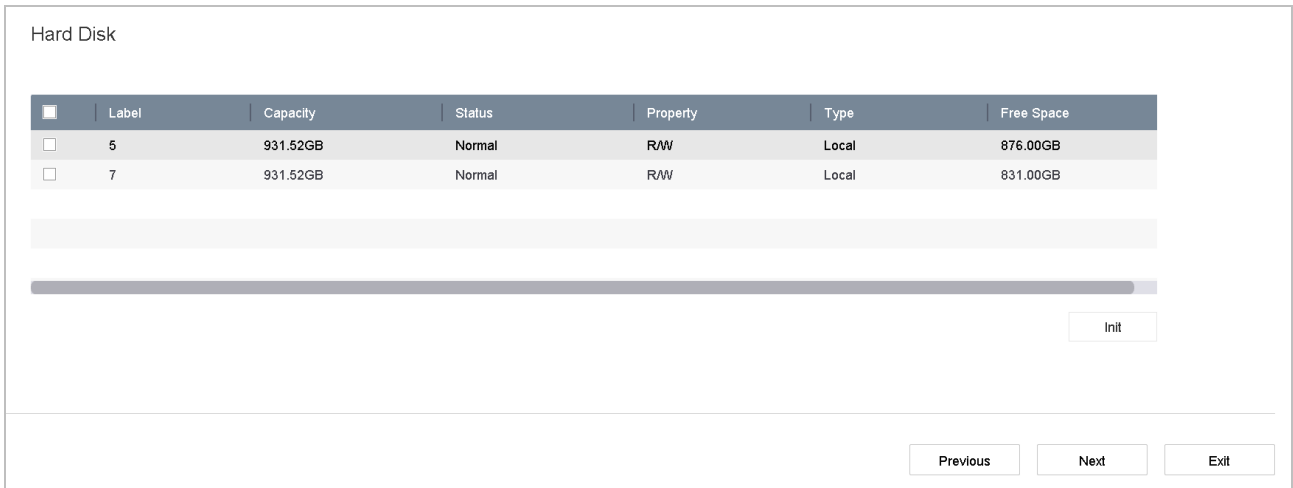 Hard Disk
Label Capacity Status Property Type Free Space
5 931.52GB Normal R/W Local 876.00GB
7 931.52GB Normal R/W Local 831.00GB
Init
Previous Next Exit